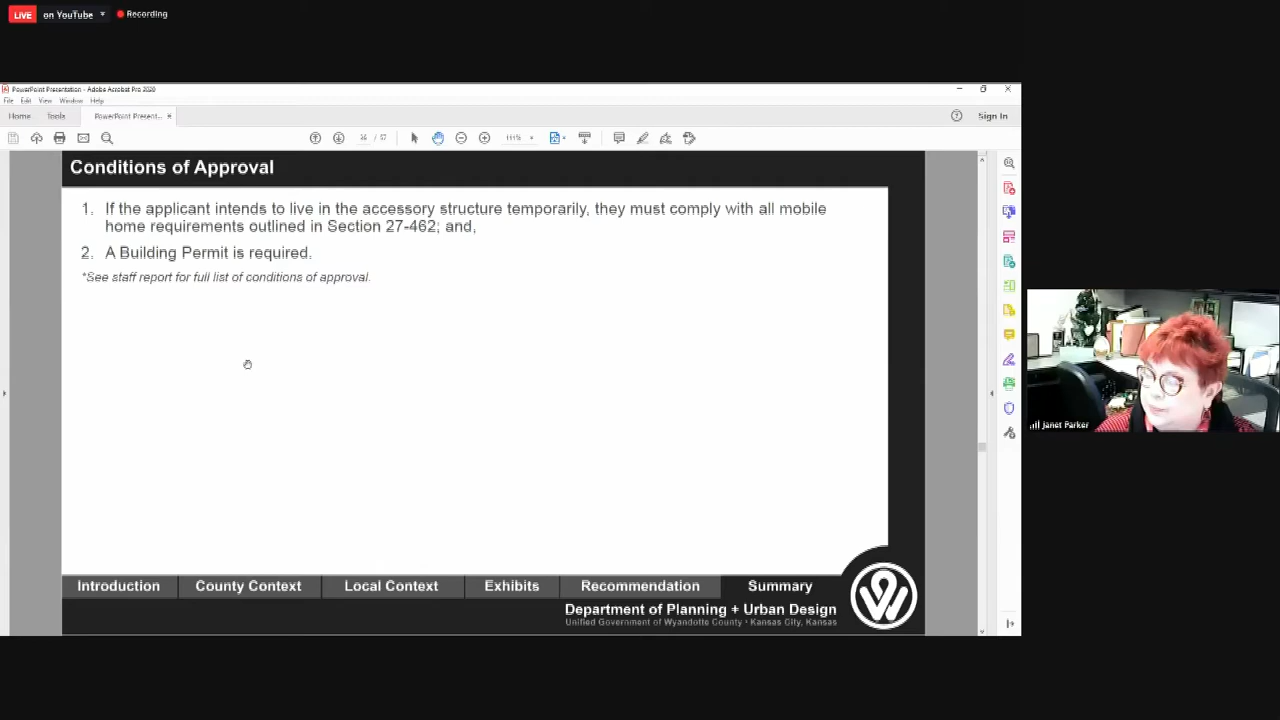 LIVE on YouTube Recording
PowerPoint Presentation - Adobe Acrobat Pro 2020
File Edit View Window Help
Home Tools PowerPoint Present... × Sign In
/ 57 111%
Conditions of Approval
1. If the applicant intends to live in the accessory structure temporarily, they must comply with all mobile
home requirements outlined in Section 27-462; and,
2. A Building Permit is required.
*See staff report for full list of conditions of approval.
Janet Parker
Introduction County Context Local Context Exhibits Recommendation Summary
Department of Planning + Urban Design
Unified Government of Wyandotte County • Kansas City, Kansas